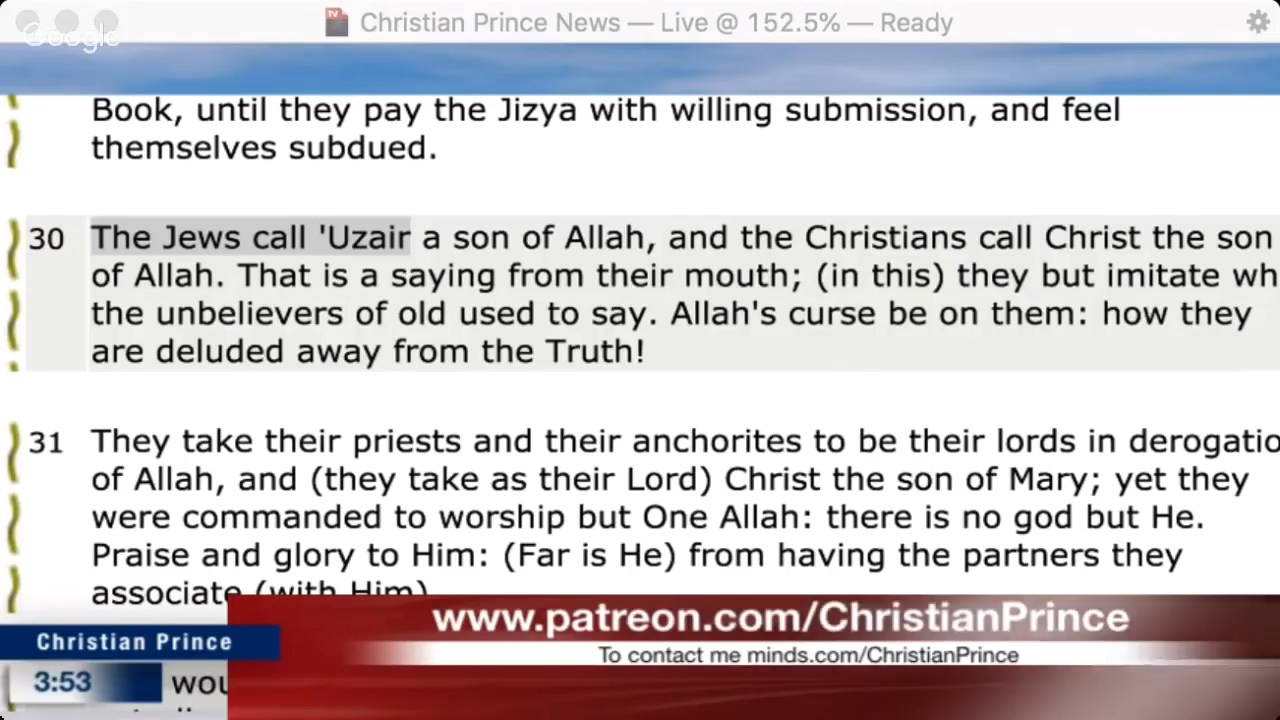 Google
Christian Prince News — Live @ 152.5% — Ready
Book, until they pay the Jizya with willing submission, and feel
themselves subdued.
30 The Jews call 'Uzair a son of Allah, and the Christians call Christ the son
of Allah. That is a saying from their mouth; (in this) they but imitate wh
the unbelievers of old used to say. Allah's curse be on them: how they
are deluded away from the Truth!
31 They take their priests and their anchorites to be their lords in derogatio
of Allah, and (they take as their Lord) Christ the son of Mary; yet they
were commanded to worship but One Allah: there is no god but He.
Praise and glory to Him: (Far is He) from having the partners they
associate (with Him)
www.patreon.com/ChristianPrince
To contact me minds.com/ChristianPrince
Christian Prince
3:53
wou